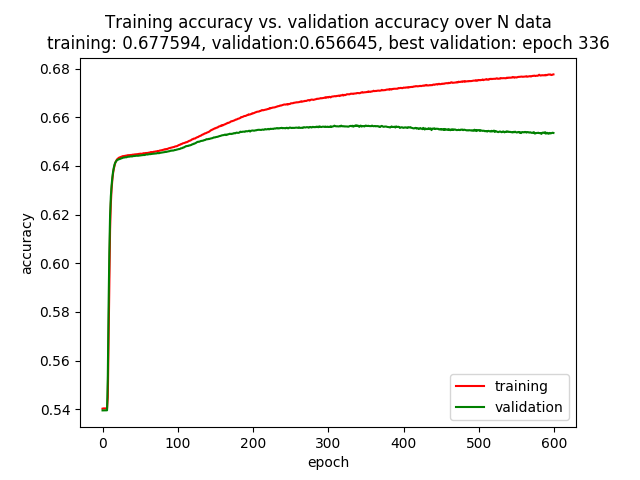 Training accuracy vs. validation accuracy over N data
training: 0.677594, validation:0.656645, best validation: epoch 336
0.68
0.66
0.64
0.62
0.60
0.58
0.56
0.54
accuracy
training
validation
0 100 200 300 400 500 600
epoch